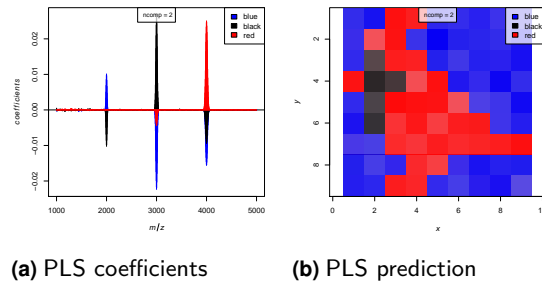 ncomp = 2
blue
black
red
coefficients
0.02
0.01
0.00
−0.01
−0.02
1000 2000 3000 4000 5000
m/z
(a) PLS coefficients
ncomp = 2
blue
black
red
y
2
4
6
8
0 2 4 6 8 10
x
(b) PLS prediction